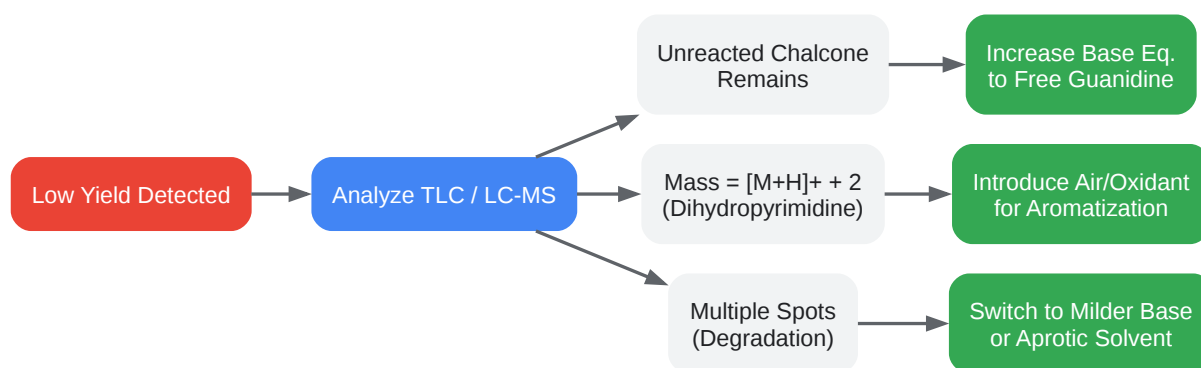 Low Yield Detected
Analyze TLC / LC-MS
Unreacted Chalcone
Remains
Increase Base Eq.
to Free Guanidine
Mass = [M+H]+ + 2
(Dihydropyrimidine)
Introduce Air/Oxidant
for Aromatization
Multiple Spots
(Degradation)
Switch to Milder Base
or Aprotic Solvent